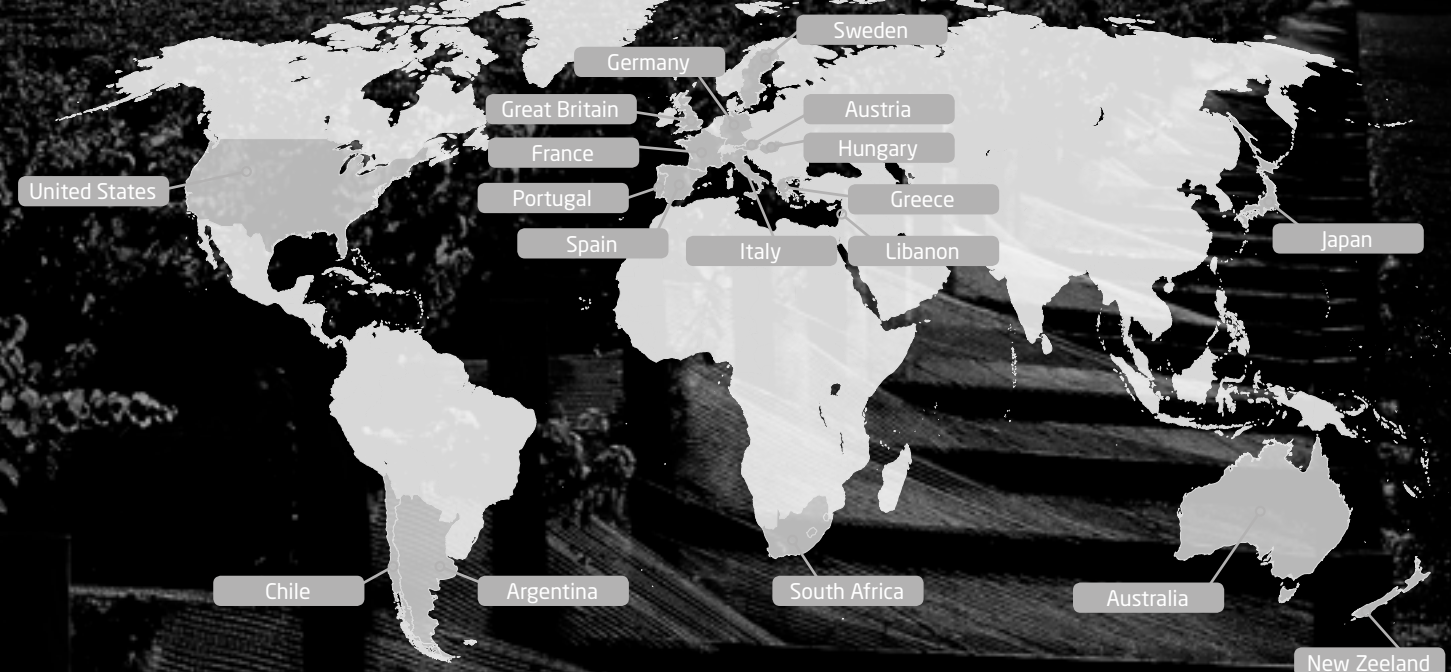 Sweden
Germany
Great Britain
Austria
France
Hungary
United States
Portugal
Greece
Spain
Italy
Libanon
Japan
Chile
Argentina
South Africa
Australia
New Zeeland